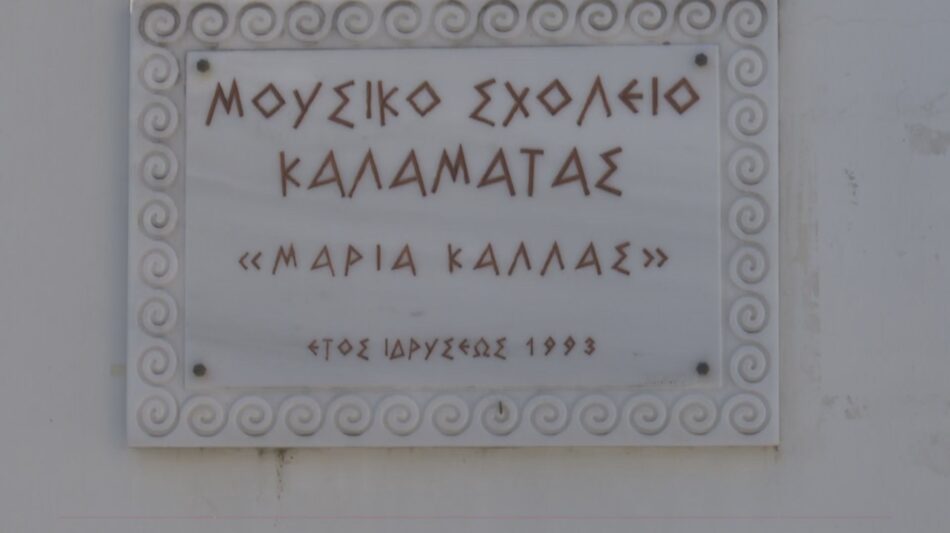 ΜΟΥΣΙΚΟ ΣΧΟΛΕΙΟ
ΚΑΛΑΜΑΤΑΣ
«ΜΑΡΙΑ ΚΑΛΛΑΣ»
ΕΤΟΣ ΙΔΡΥΣΕΩΣ 1993